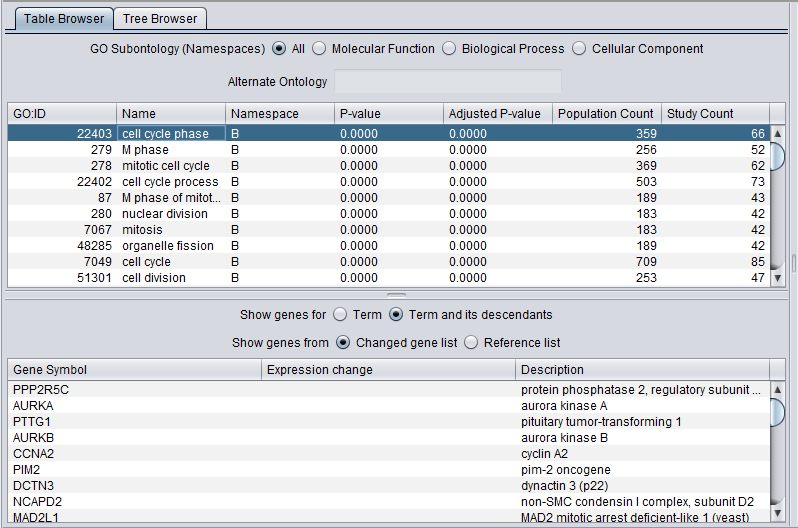 Table Browser Tree Browser
GO Subontology (Namespaces) All Molecular Function Biological Process Cellular Component
Alternate Ontology
GO:ID Name Namespace P-value Adjusted P-value Population Count Study Count
22403 cell cycle phase B 0.0000 0.0000 359 66
279 M phase B 0.0000 0.0000 256 52
278 mitotic cell cycle B 0.0000 0.0000 369 62
22402 cell cycle process B 0.0000 0.0000 503 73
87 M phase of mitot... B 0.0000 0.0000 189 43
280 nuclear division B 0.0000 0.0000 183 42
7067 mitosis B 0.0000 0.0000 183 42
48285 organelle fission B 0.0000 0.0000 189 42
7049 cell cycle B 0.0000 0.0000 709 85
51301 cell division B 0.0000 0.0000 253 47
Show genes for Term Term and its descendants
Show genes from Changed gene list Reference list
Gene Symbol Expression change Description
PPP2R5C protein phosphatase 2, regulatory subunit ...
AURKA aurora kinase A
PTTG1 pituitary tumor-transforming 1
AURKB aurora kinase B
CCNA2 cyclin A2
PIM2 pim-2 oncogene
DCTN3 dynactin 3 (p22)
NCAPD2 non-SMC condensin I complex, subunit D2
MAD2L1 MAD2 mitotic arrest deficient-like 1 (yeast)